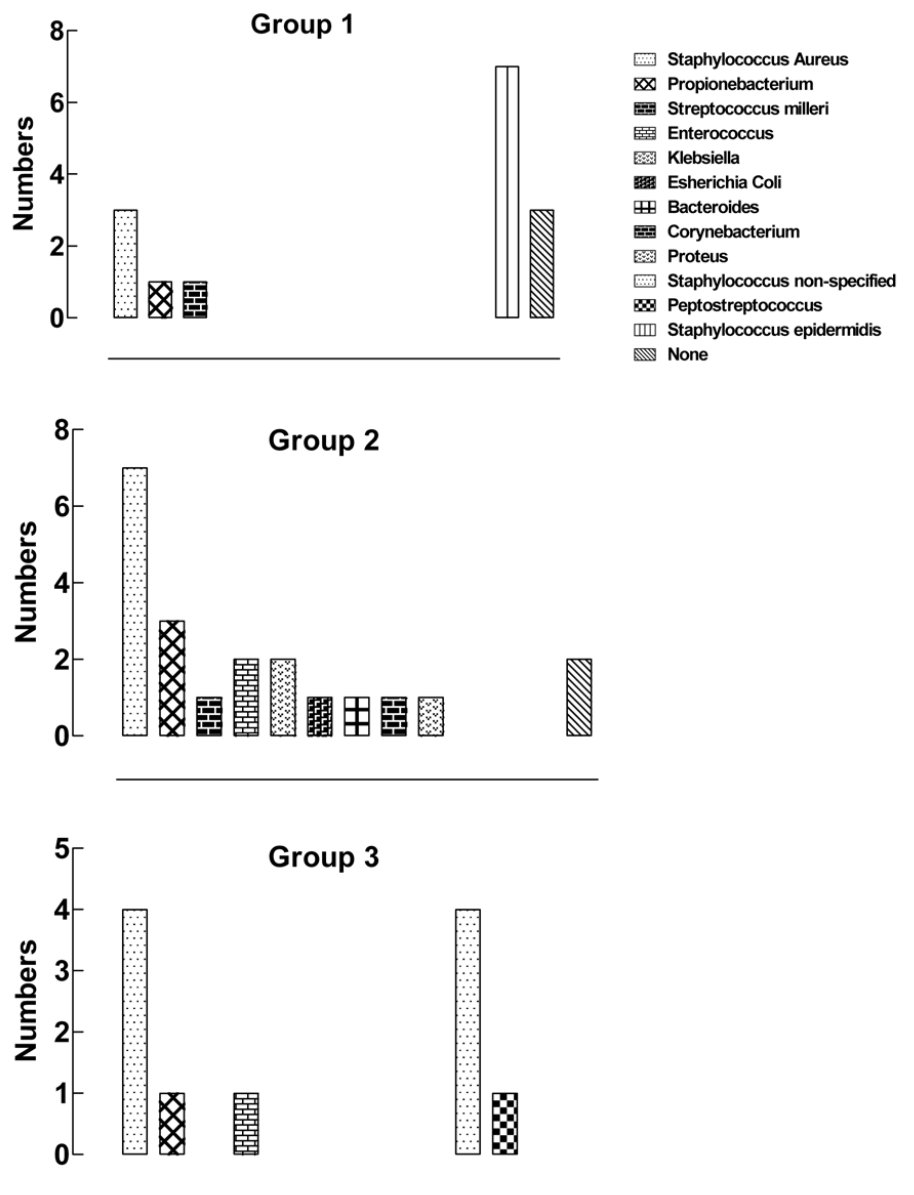 Group 1
8
6
4
2
0
Numbers
Staphylococcus Aureus
Propionebacterium
Streptococcus milleri
Enterococcus
Klebsiella
Esherichia Coli
Bacteroides
Corynebacterium
Proteus
Staphylococcus non-specified
Peptostreptococcus
Staphylococcus epidermidis
None
Group 2
8
6
4
2
0
Numbers
Group 3
5
4
3
2
1
0
Numbers